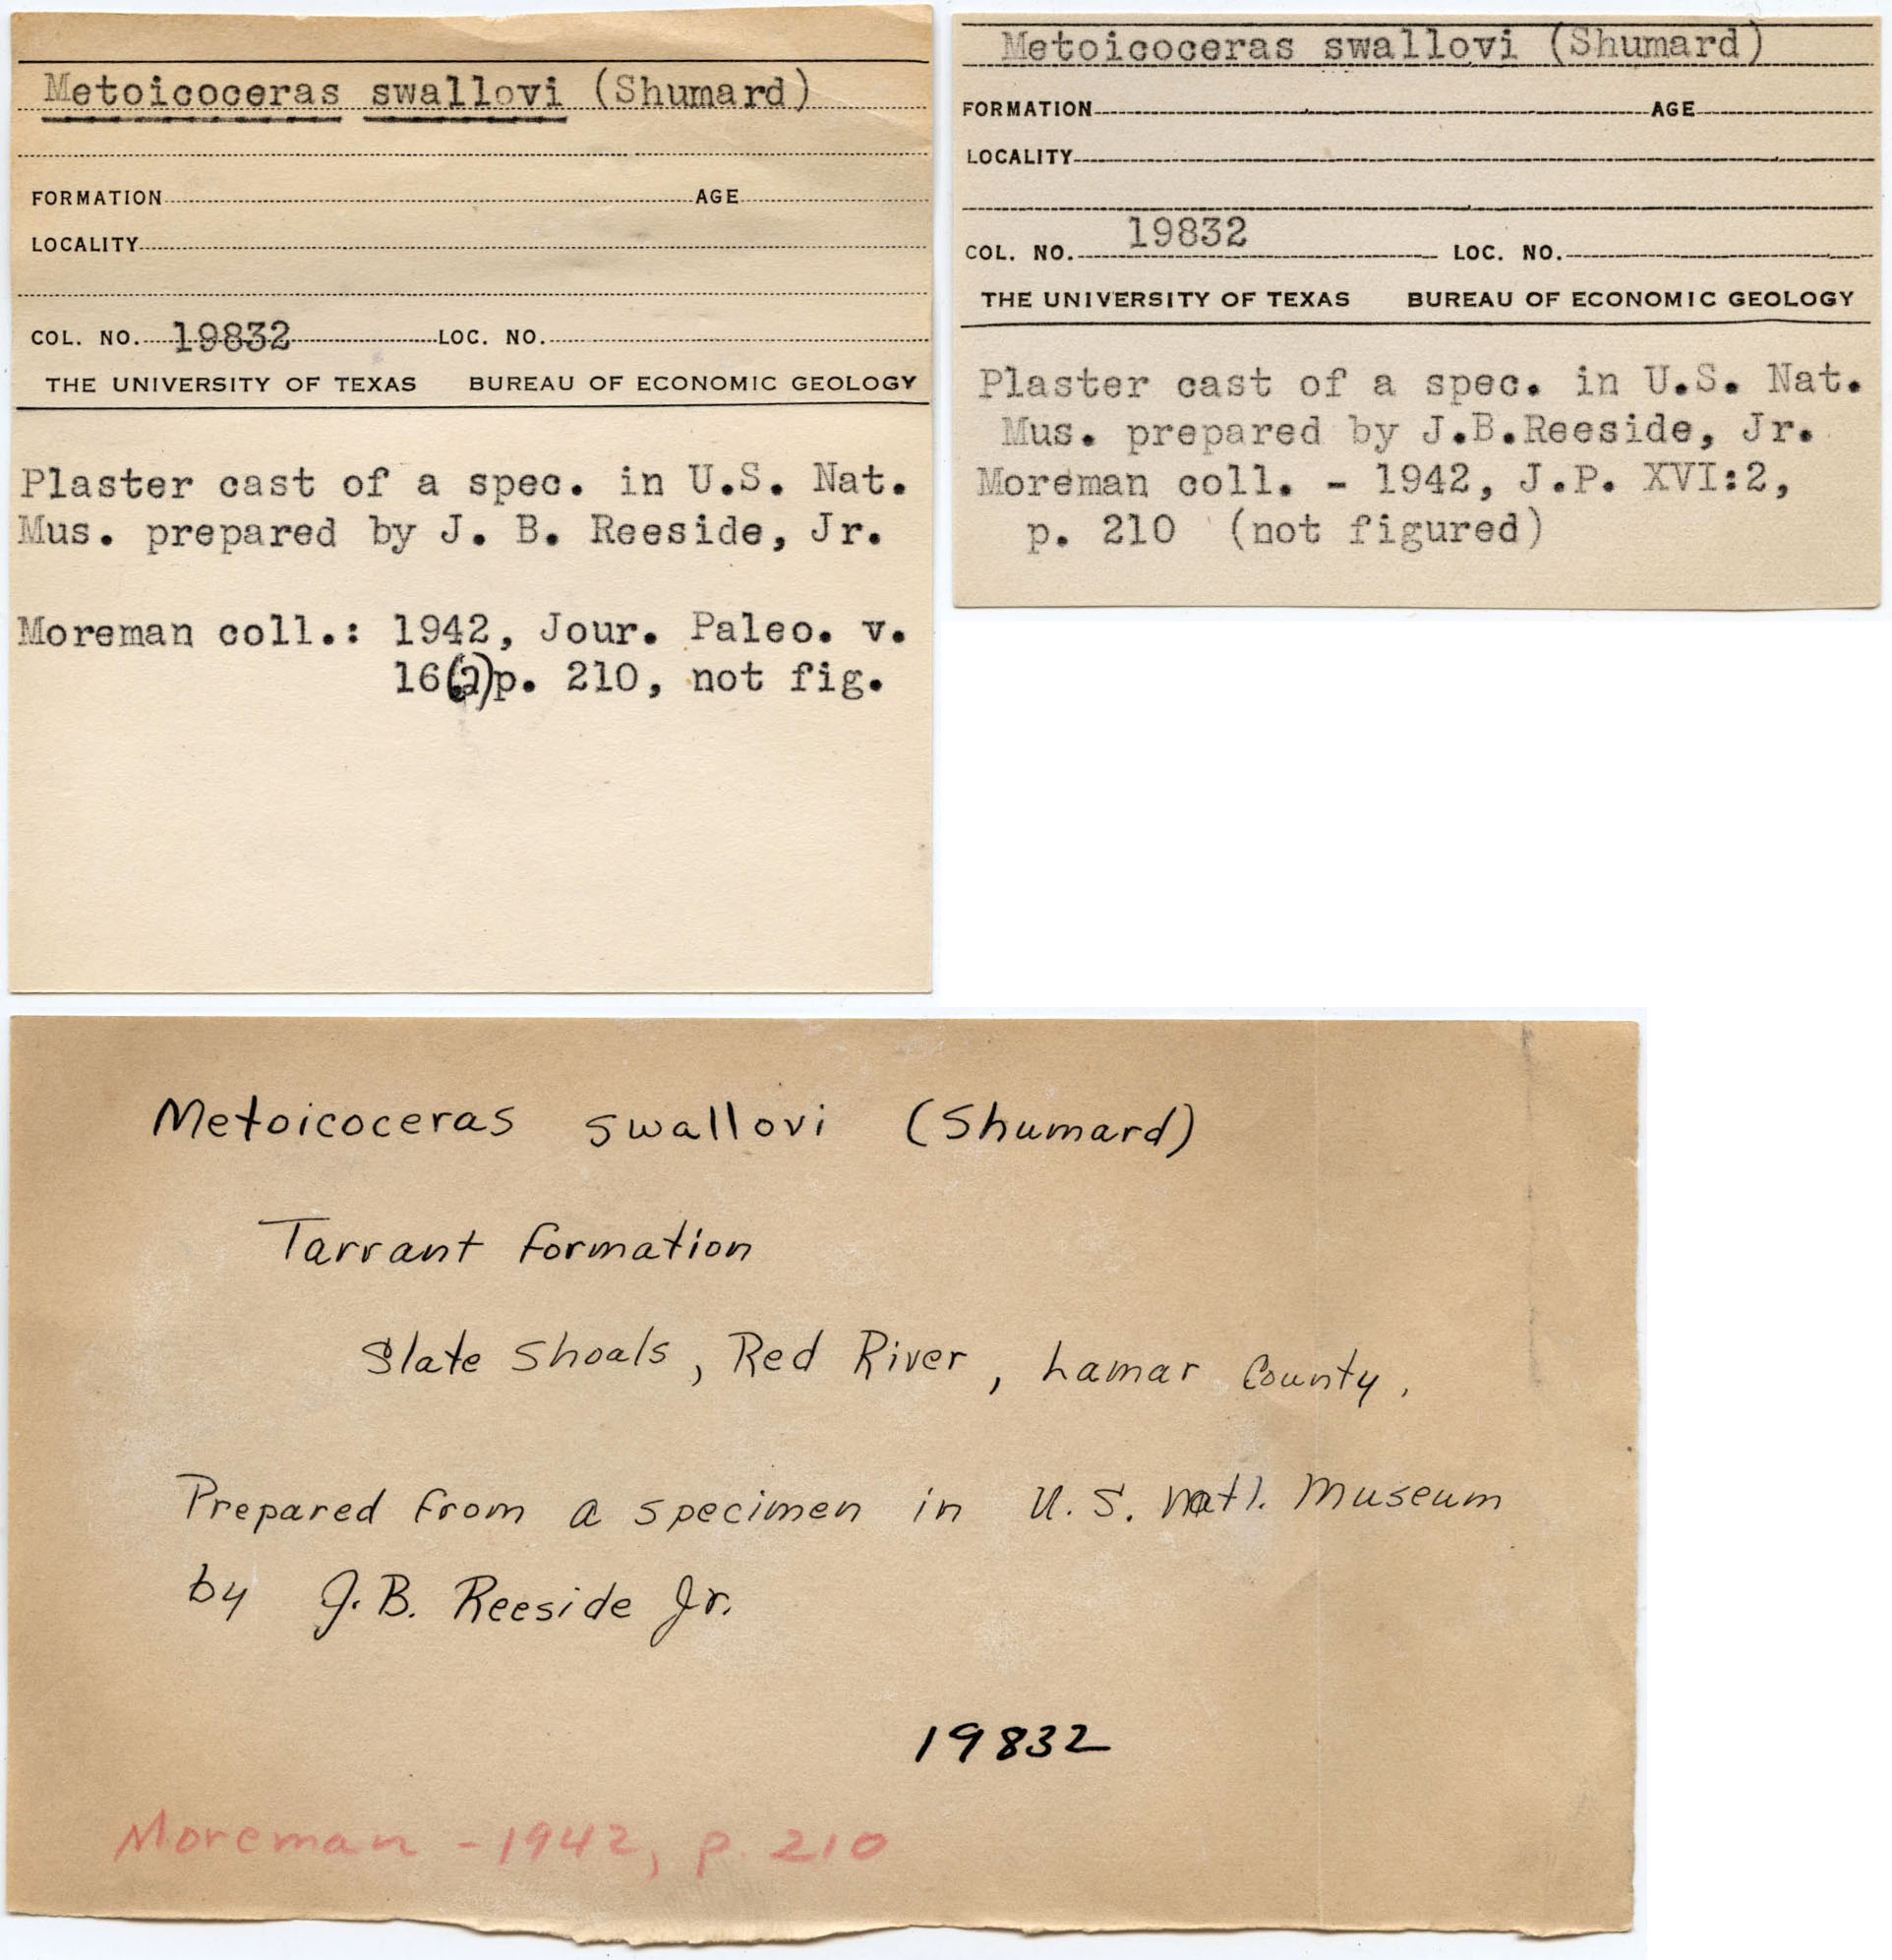 Metoicoceras swallovi (Shumard)
FORMATION AGE
LOCALITY
COL. NO. 19832 LOC. NO.
THE UNIVERSITY OF TEXAS BUREAU OF ECONOMIC GEOLOGY
Plaster cast of a spec. in U.S. Nat.
Mus. prepared by J. B. Reeside, Jr.
Moreman coll.: 1942, Jour. Paleo. v.
16(2)p. 210, not fig.
Metoicoceras swallovi (Shumard)
FORMATION AGE
LOCALITY
COL. NO. 19832 LOC. NO.
THE UNIVERSITY OF TEXAS BUREAU OF ECONOMIC GEOLOGY
Plaster cast of a spec. in U.S. Nat.
Mus. prepared by J.B.Reeside, Jr.
Moreman coll. - 1942, J.P. XVI:2,
p. 210 (not figured)
Metoicoceras swallovi (Shumard)
Tarrant formation
Slate Shoals, Red River, Lamar County,
Prepared from a specimen in U.S. Natl. Museum
by J.B. Reeside Jr.
19832
Moreman - 1942, p. 210